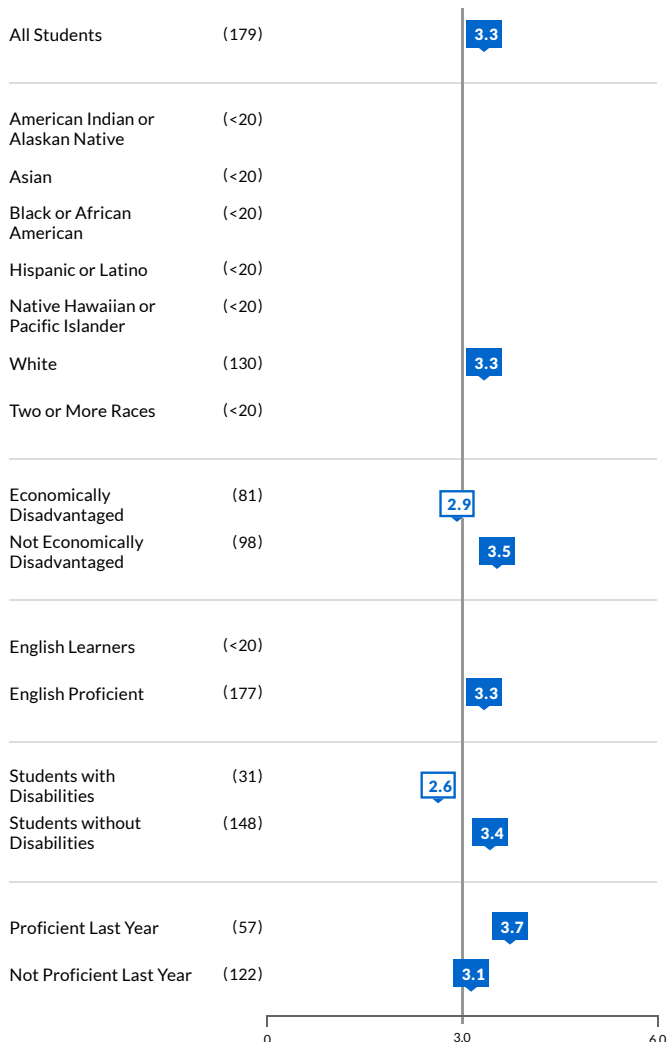 All Students (179) 3.3
American Indian or (<20)
Alaskan Native
Asian (<20)
Black or African (<20)
American
Hispanic or Latino (<20)
Native Hawaiian or (<20)
Pacific Islander
White (130) 3.3
Two or More Races (<20)
Economically (81) 2.9
Disadvantaged
Not Economically (98) 3.5
Disadvantaged
English Learners (<20)
English Proficient (177) 3.3
Students with (31) 2.6
Disabilities
Students without (148) 3.4
Disabilities
Proficient Last Year (57) 3.7
Not Proficient Last Year (122) 3.1
0 3.0 6.0